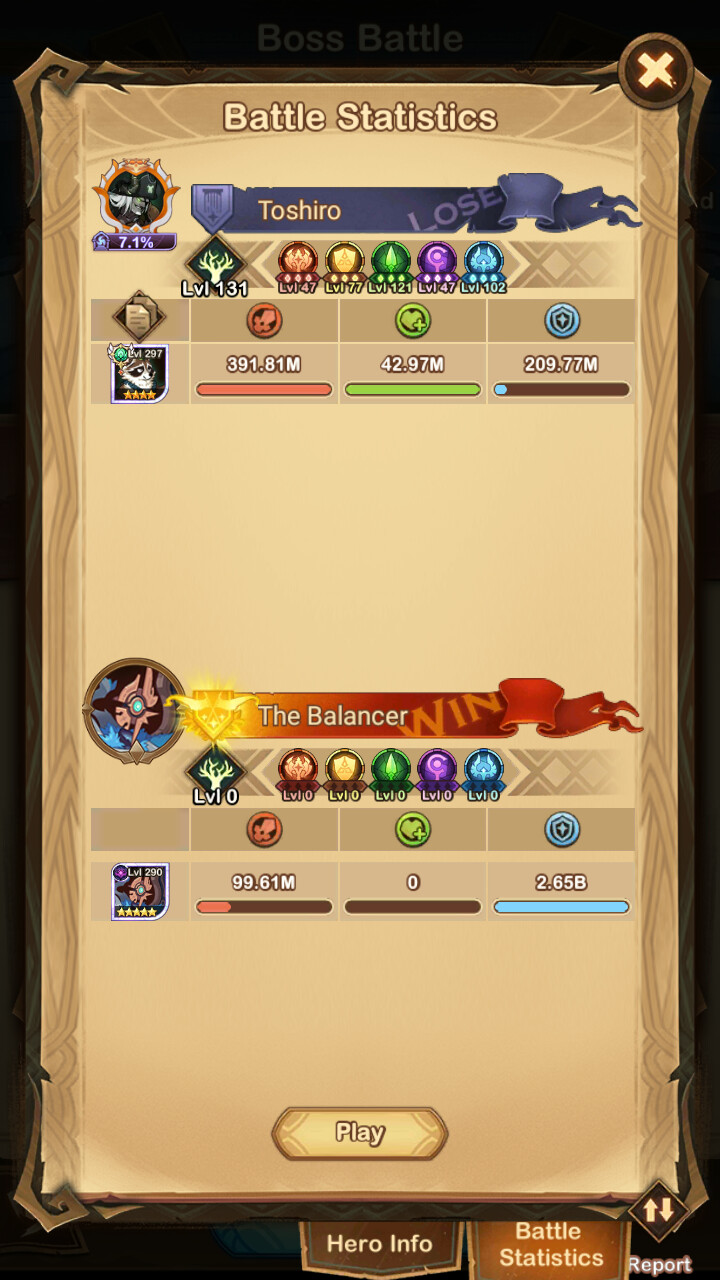 Boss Battle
Battle Statistics
Toshiro
LOSE
7.1%
Lvl 131
Lvl 47 Lvl 77 Lvl 121 Lvl 47 Lvl 102
Lvl 297
391.81M 42.97M 209.77M
The Balancer
WIN
Lvl 0
Lvl 0 Lvl 0 Lvl 0 Lvl 0 Lvl 0
Lvl 290
99.61M 0 2.65B
Play
Hero Info
Battle
Statistics
Report